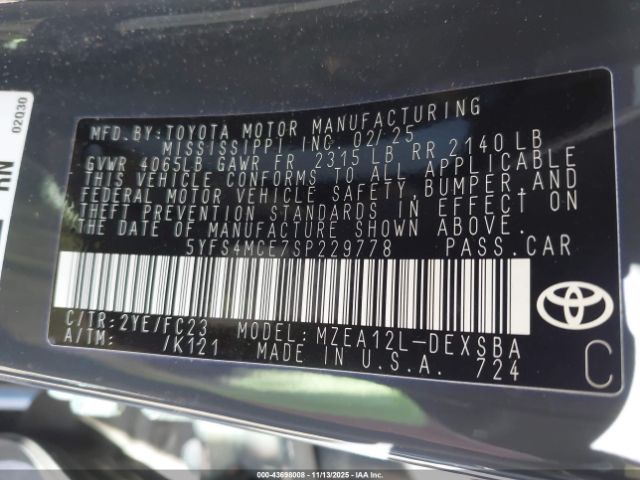 02030
NH
MFD.BY:TOYOTA MOTOR MANUFACTURING
MISSISSIPPI INC. 02/25
GVWR 4065LB GAWR FR 2315LB RR 2140LB
THIS VEHICLE CONFORMS TO ALL APPLICABLE
FEDERAL MOTOR VEHICLE SAFETY, BUMPER, AND
THEFT PREVENTION STANDARDS IN EFFECT ON
THE DATE OF MANUFACTURE SHOWN ABOVE.
5YFS4MCE7SP229778 PASS.CAR
C/TR:2YE/FC23 MODEL:MZEA12L-DEXSBA
A/TM: /K121 MADE IN U.S.A. 724
C
000-43698008 - 11/13/2025 - IAAI - COPART